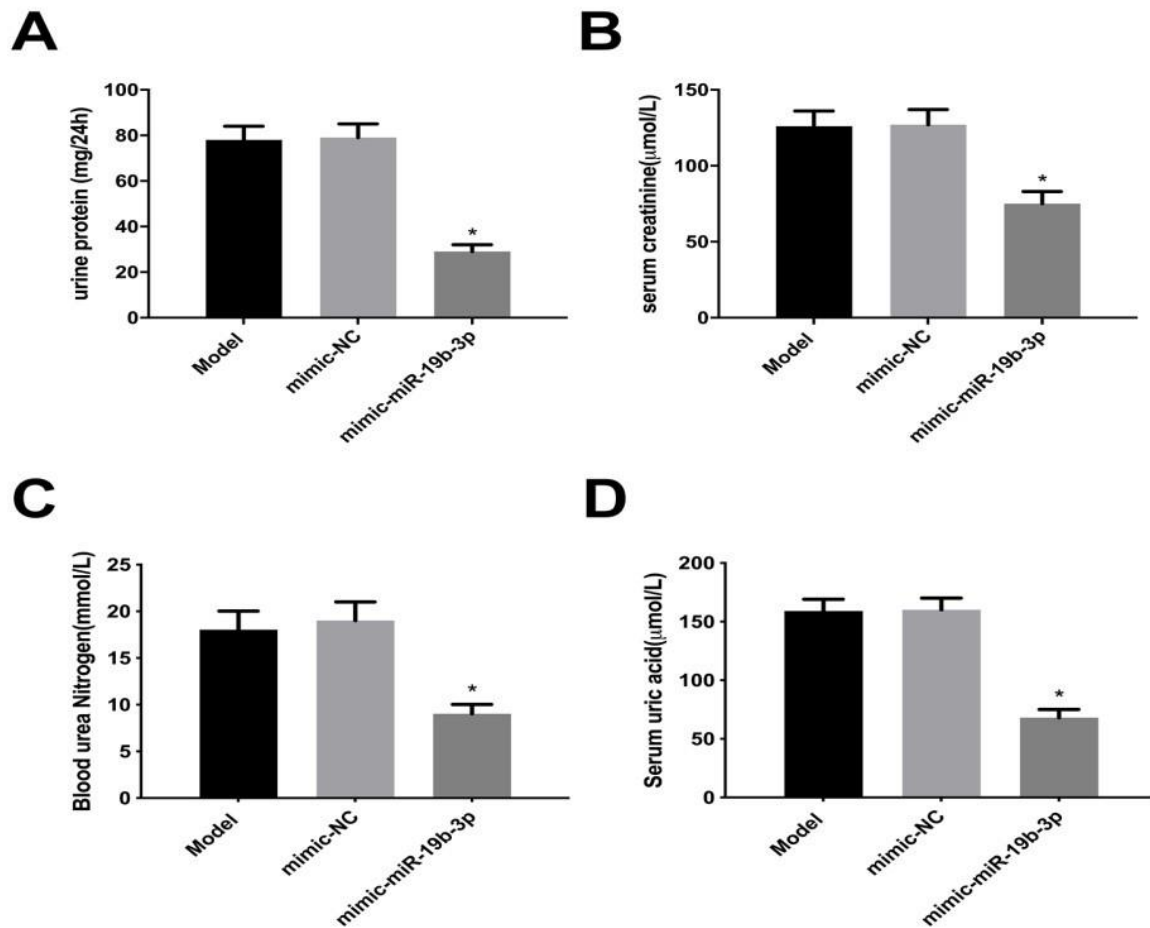 A
urine protein (mg/24h)
100
80
60
40
20
0
*
Model
mimic-NC
mimic-miR-19b-3p
B
serum creatinine(μmol/L)
150
100
50
0
*
Model
mimic-NC
mimic-miR-19b-3p
C
Blood urea Nitrogen(mmol/L)
25
20
15
10
5
0
*
Model
mimic-NC
mimic-miR-19b-3p
D
Serum uric acid(μmol/L)
200
150
100
50
0
*
Model
mimic-NC
mimic-miR-19b-3p